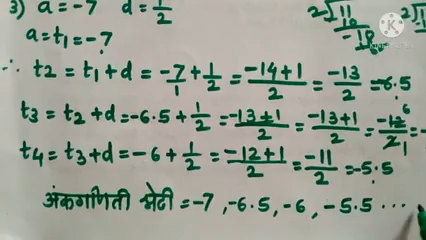 3) a = -7 d = 1/2
a = t1 = -7
∴ t2 = t1 + d = -7/1 + 1/2 = -14+1/2 = -13/2 = -6.5
t3 = t2 + d = -6.5 + 1/2 = -13+1/2 = -13+1/2 = -12/2 6/1 = -
t4 = t3 + d = -6 + 1/2 = -12+1/2 = -11/2 = -5.5
अंकगणिती श्रेढी = -7, -6.5, -6, -5.5 ...